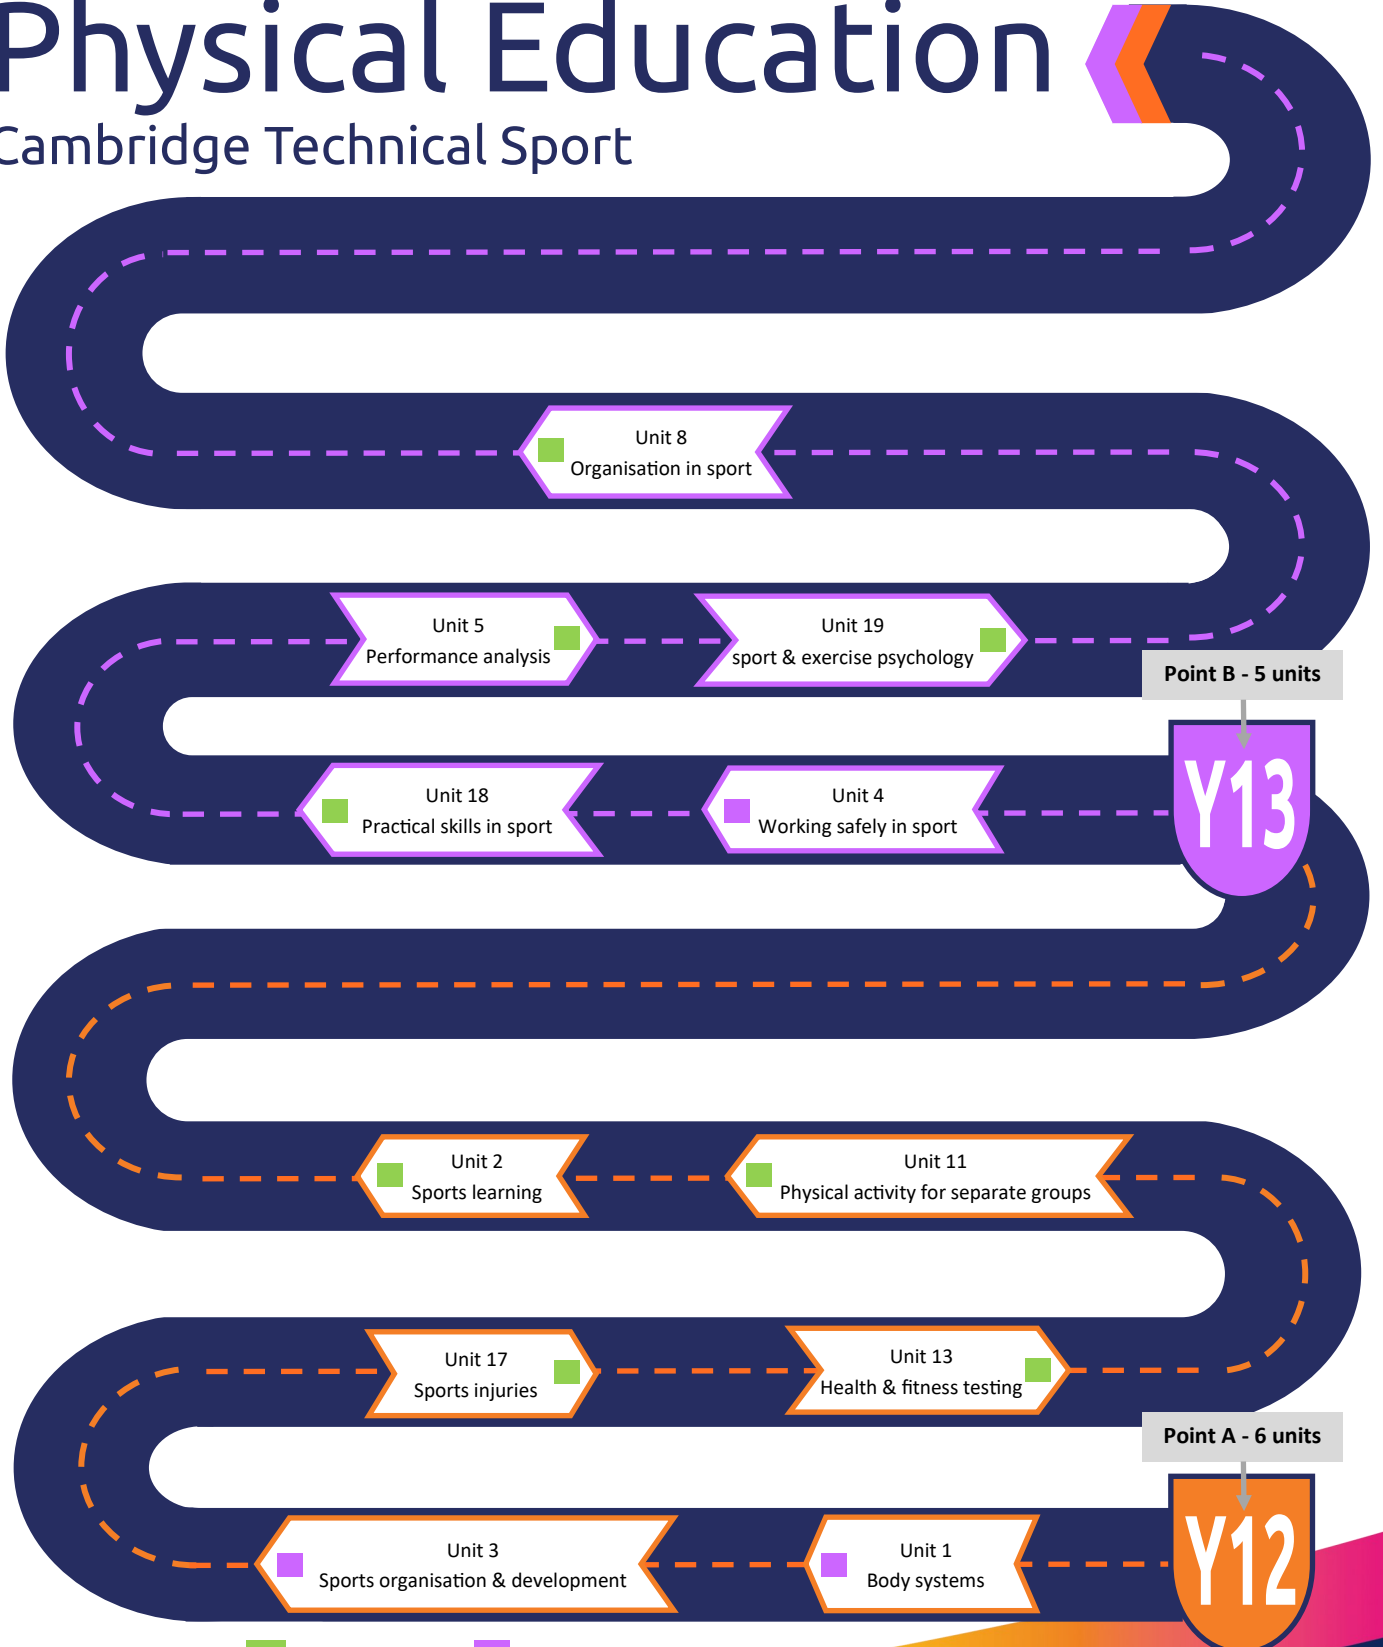 Physical Education
Cambridge Technical Sport
Unit 8
Organisation in sport
Unit 5
Performance analysis
Unit 19
sport & exercise psychology
Point B - 5 units
Y13
Unit 18
Practical skills in sport
Unit 4
Working safely in sport
Unit 2
Sports learning
Unit 11
Physical activity for separate groups
Unit 17
Sports injuries
Unit 13
Health & fitness testing
Point A - 6 units
Y12
Unit 3
Sports organisation & development
Unit 1
Body systems